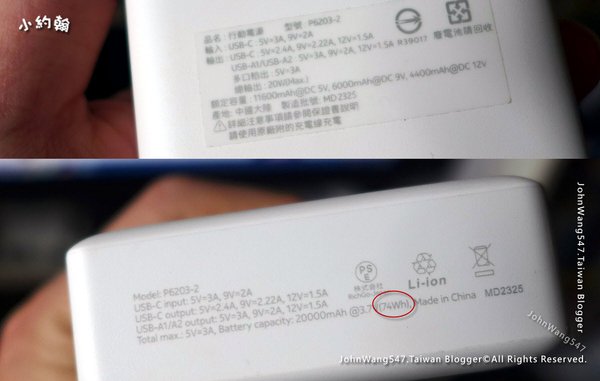 小約翰
品名：行動電源 型號 P6203-2
輸入：USB-C：5V=3A, 9V=2A
輸出：USB-C：5V=2.4A, 9V=2.22A, 12V=1.5A
USB-A1/USB-A2：5V=3A, 9V=2A, 12V=1.5A
多口輸出：5V=3A
總輸出：20W(Max.)
額定容量：11600mAh@DC 5V, 6000mAh@DC 9V, 4400mAh@DC 12V
產地：中國大陸 製造批號：MD2325
詳細注意事項請參閱保證書說明
請使用原廠附的充電線充電
R39017
廢電池請回收
Model: P6203-2
USB-C input: 5V=3A, 9V=2A
USB-C output: 5V=2.4A, 9V=2.22A, 12V=1.5A
USB-A1/A2 output: 5V=3A, 9V=2A, 12V=1.5A
Total max.: 5V=3A, Battery capacity: 20000mAh @3.7V(74Wh), Made in China MD2325
PSE
株式会社
Li-ion
JohnWang547.Taiwan Blogger
JohnWang547
JohnWang547.Taiwan Blogger©All Rights Reserved.